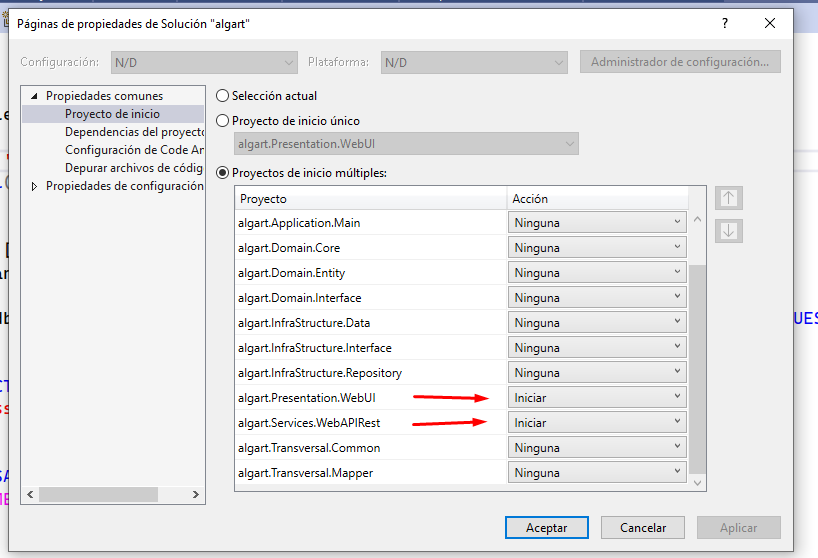 Páginas de propiedades de Solución "algart"
?
Configuración: N/D Plataforma: N/D Administrador de configuración...
Propiedades comunes
Proyecto de inicio
Dependencias del proyecto
Configuración de Code An
Depurar archivos de códig
Propiedades de configuración
Selección actual
Proyecto de inicio único
algart.Presentation.WebUI
Proyectos de inicio múltiples:
Proyecto Acción
algart.Application.Main Ninguna
algart.Domain.Core Ninguna
algart.Domain.Entity Ninguna
algart.Domain.Interface Ninguna
algart.InfraStructure.Data Ninguna
algart.InfraStructure.Interface Ninguna
algart.InfraStructure.Repository Ninguna
algart.Presentation.WebUI Iniciar
algart.Services.WebAPIRest Iniciar
algart.Transversal.Common Ninguna
algart.Transversal.Mapper Ninguna
Aceptar Cancelar Aplicar
UES